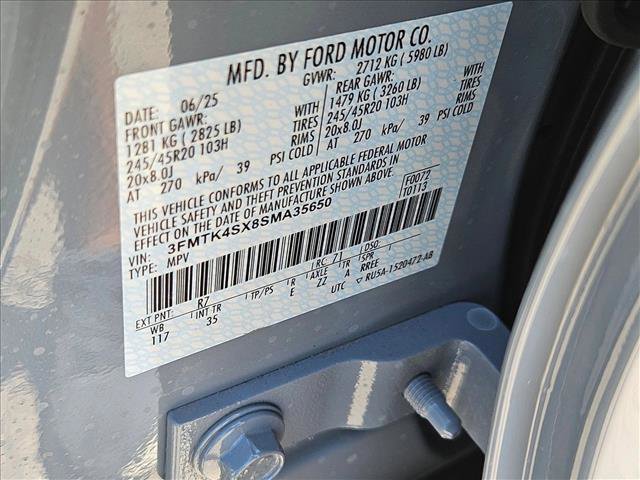 MFD. BY FORD MOTOR CO.
DATE: 06/25 GVWR: 2712 KG ( 5980 LB)
FRONT GAWR: WITH REAR GAWR: WITH
1281 KG ( 2825 LB) TIRES 1479 KG ( 3260 LB) TIRES
245/45R20 103H RIMS 245/45R20 103H RIMS
20x8.0J 20x8.0J
AT 270 kPa/ 39 PSI COLD AT 270 kPa/ 39 PSI COLD
THIS VEHICLE CONFORMS TO ALL APPLICABLE FEDERAL MOTOR
VEHICLE SAFETY AND THEFT PREVENTION STANDARDS IN
EFFECT ON THE DATE OF MANUFACTURE SHOWN ABOVE.
F0072
T0113
VIN: 3FMTK4SX8SMA35650
TYPE: MPV
EXT PNT: R7 RC: 71 DSO:
WB INT TR TP/PS R AXLE TR SPR
117 35 E ZZ A RREE
UTC ▽ RU5A-1520472-AB